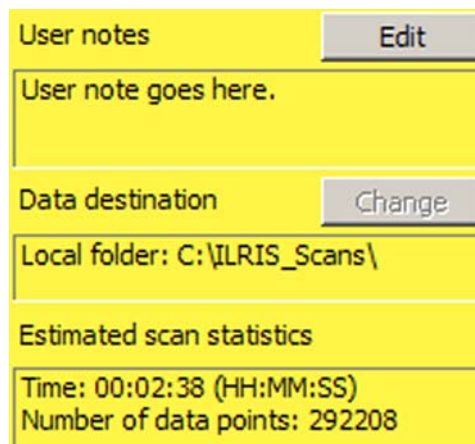 User notes
Edit
User note goes here.
Data destination
Change
Local folder: C:\ILRIS_Scans\
Estimated scan statistics
Time: 00:02:38 (HH:MM:SS)
Number of data points: 292208